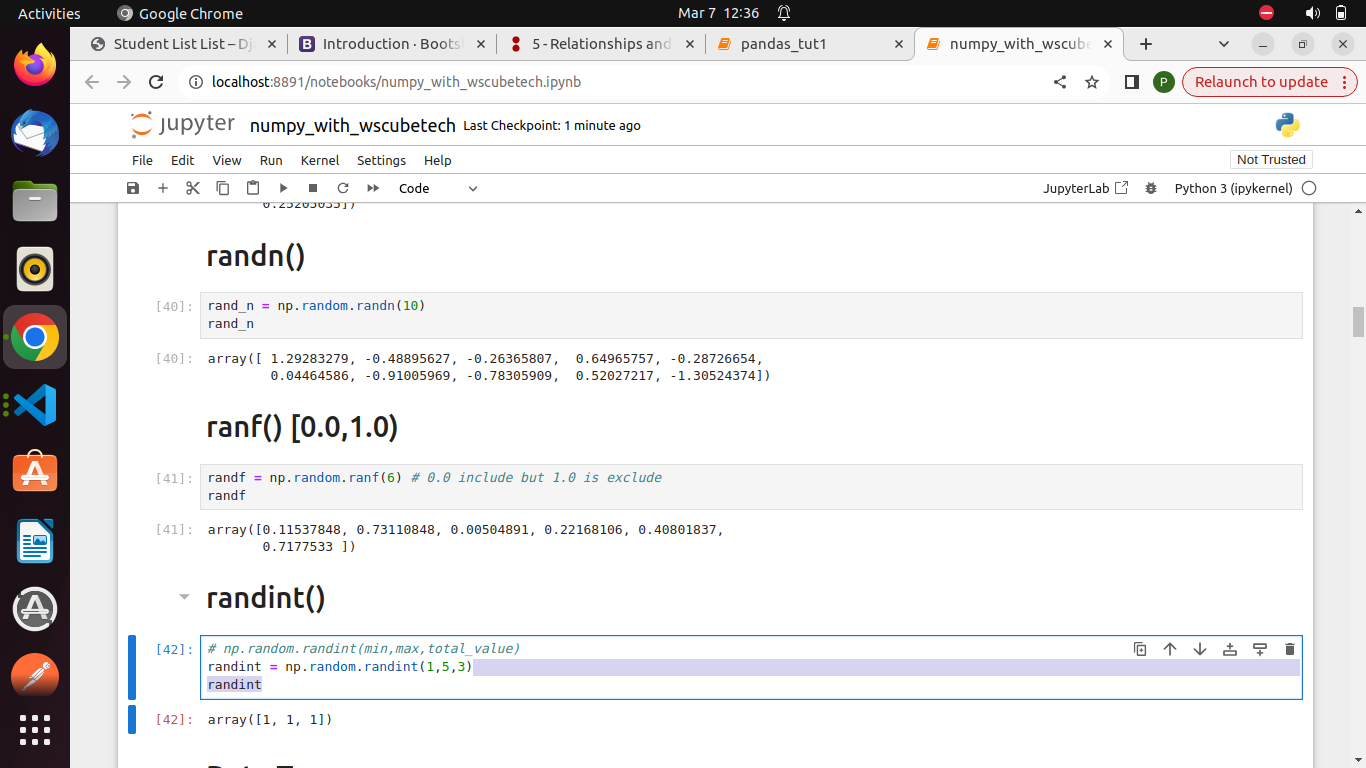 Activities
Google Chrome
Mar 7 12:36
Student List List – Dj
Introduction · Boots
5 - Relationships and
pandas_tut1
numpy_with_wscube
localhost:8891/notebooks/numpy_with_wscubetech.ipynb
P
Relaunch to update
jupyter
numpy_with_wscubetech
Last Checkpoint: 1 minute ago
File Edit View Run Kernel Settings Help
Not Trusted
Code
JupyterLab
Python 3 (ipykernel)
0.25205035])
randn()
[40]: rand_n = np.random.randn(10)
rand_n
[40]: array([ 1.29283279, -0.48895627, -0.26365807, 0.64965757, -0.28726654,
0.04464586, -0.91005969, -0.78305909, 0.52027217, -1.30524374])
ranf() [0.0,1.0)
[41]: randf = np.random.ranf(6) # 0.0 include but 1.0 is exclude
randf
[41]: array([0.11537848, 0.73110848, 0.00504891, 0.22168106, 0.40801837,
0.7177533 ])
randint()
[42]: # np.random.randint(min,max,total_value)
randint = np.random.randint(1,5,3)
randint
[42]: array([1, 1, 1])